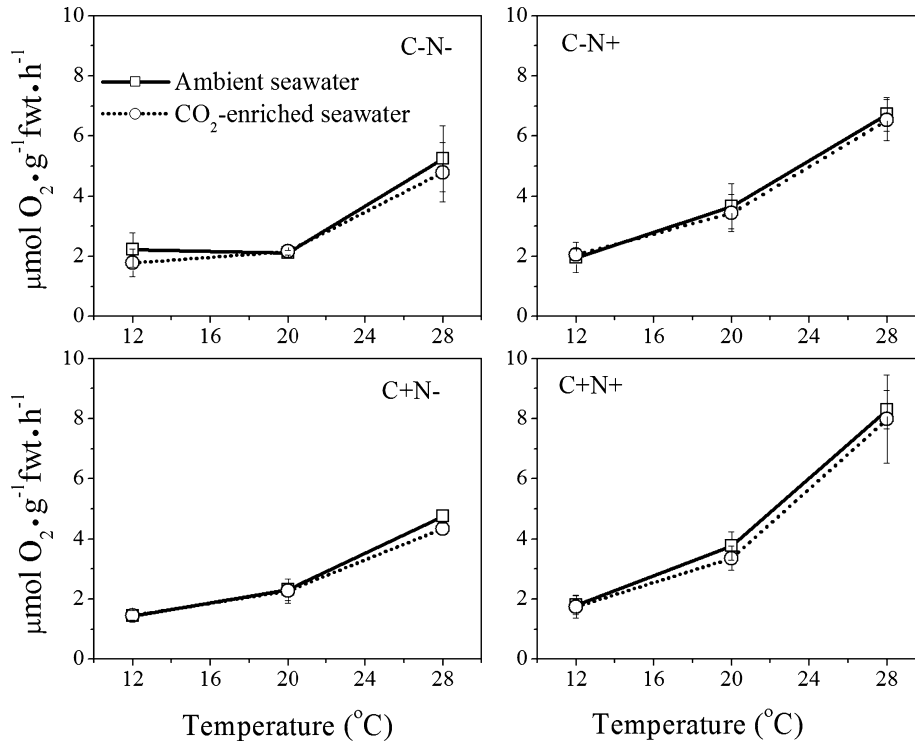 10
8
6
4
2
0
μmol O2•g-1fwt•h-1
C-N-
Ambient seawater
CO2-enriched seawater
12 16 20 24 28
10
8
6
4
2
0
C-N+
12 16 20 24 28
10
8
6
4
2
0
μmol O2•g-1fwt•h-1
C+N-
12 16 20 24 28
Temperature (oC)
10
8
6
4
2
0
C+N+
12 16 20 24 28
Temperature (oC)